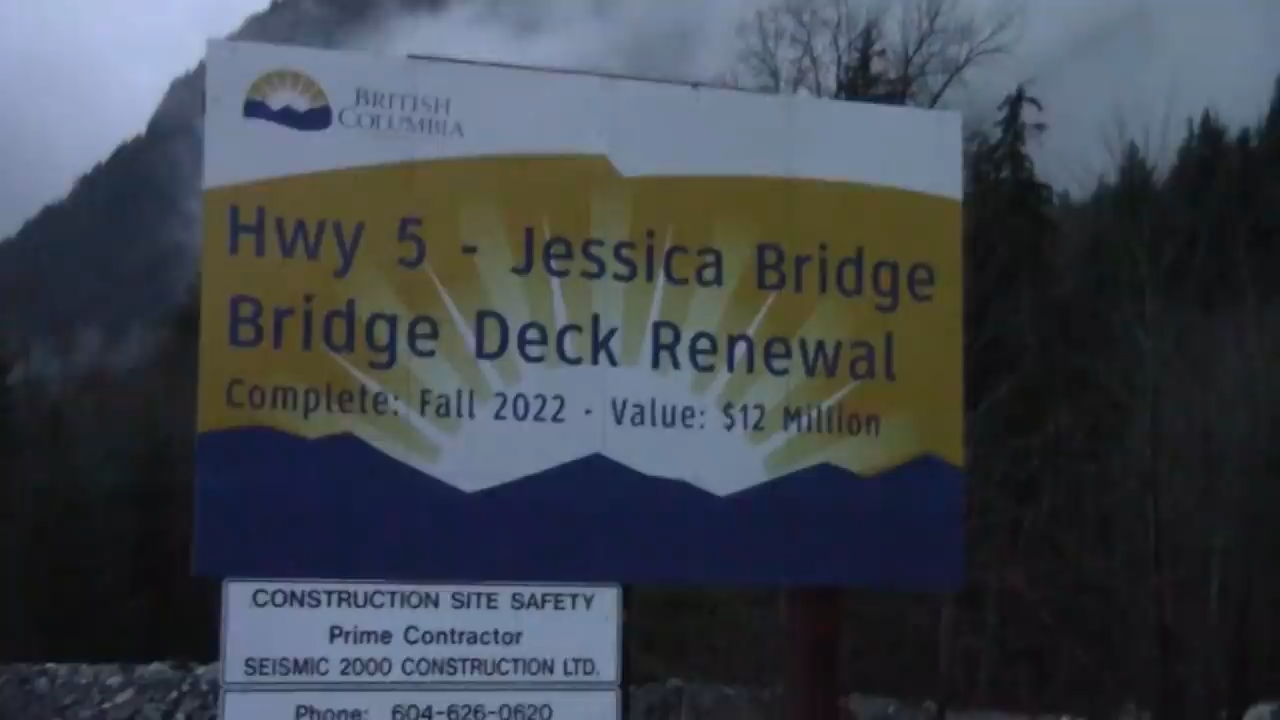 BRITISH
COLUMBIA
Hwy 5 - Jessica Bridge
Bridge Deck Renewal
Complete: Fall 2022 · Value: $12 Million
CONSTRUCTION SITE SAFETY
Prime Contractor
SEISMIC 2000 CONSTRUCTION LTD.
Phone: 604-626-0620